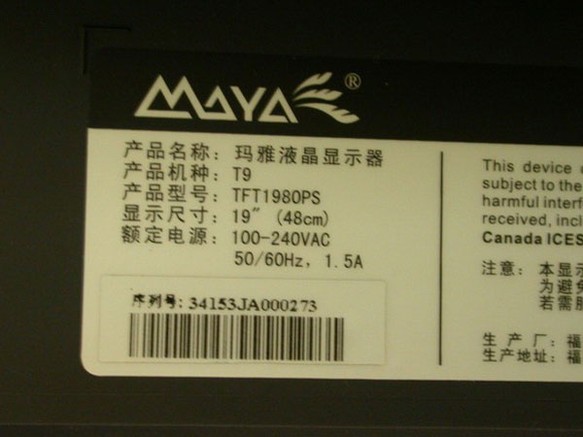 MAYA®
产品名称：玛雅液晶显示器
产品机种：T9
产品型号：TFT1980PS
显示尺寸：19″ (48cm)
额定电源：100-240VAC
50/60Hz, 1.5A
序列号: 34153JA000273
This device
subject to the
harmful interf
received, incl
Canada ICES
注意： 本显示
为避免
若需服
生 产 厂：福
生产地址：福